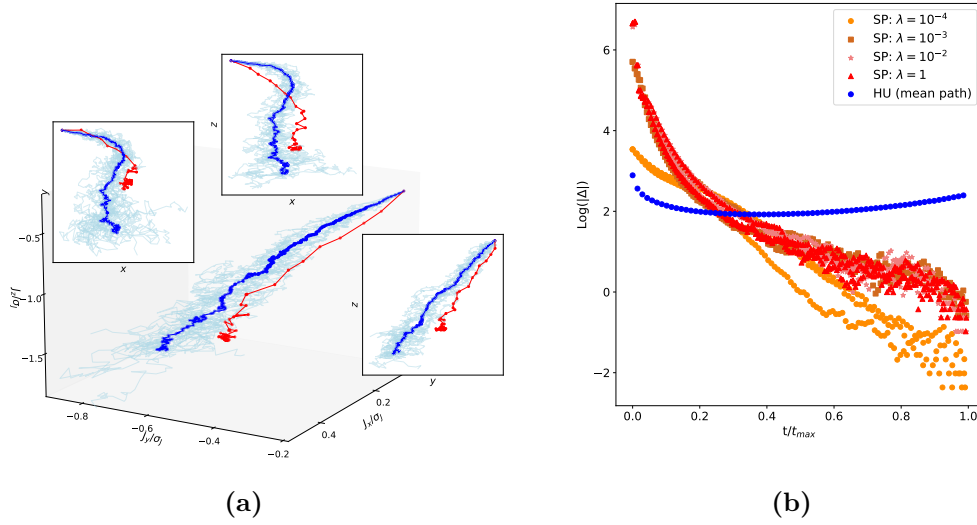 z
x
y
x
z
y
−0.5
−1.0
−1.5
J_z/σ_J
−0.8
−0.6
−0.4
−0.2
J_y/σ_J
0.4
0.2
J_x/σ_J
(a)
SP: λ = 10⁻⁴
SP: λ = 10⁻³
SP: λ = 10⁻²
SP: λ = 1
HU (mean path)
6
4
2
0
−2
Log(|Δ|)
0.0 0.2 0.4 0.6 0.8 1.0
t/t_max
(b)